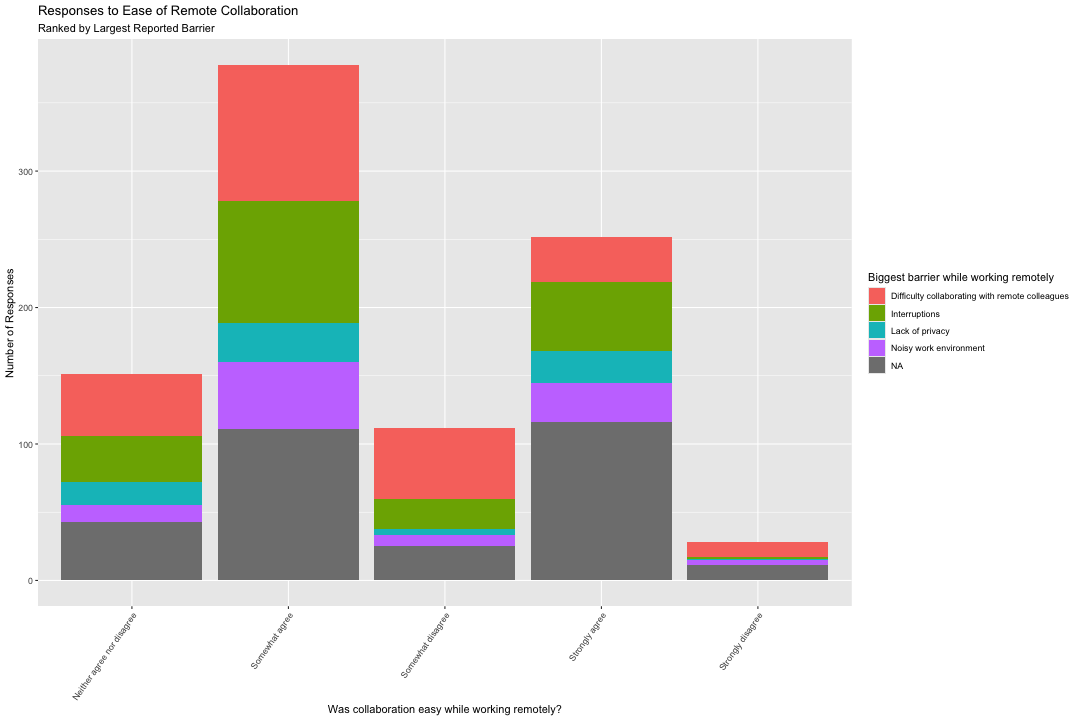 Responses to Ease of Remote Collaboration
Ranked by Largest Reported Barrier
Number of Responses
300
200
100
0
Neither agree nor disagree
Somewhat agree
Somewhat disagree
Strongly agree
Strongly disagree
Was collaboration easy while working remotely?
Biggest barrier while working remotely
Difficulty collaborating with remote colleagues
Interruptions
Lack of privacy
Noisy work environment
NA